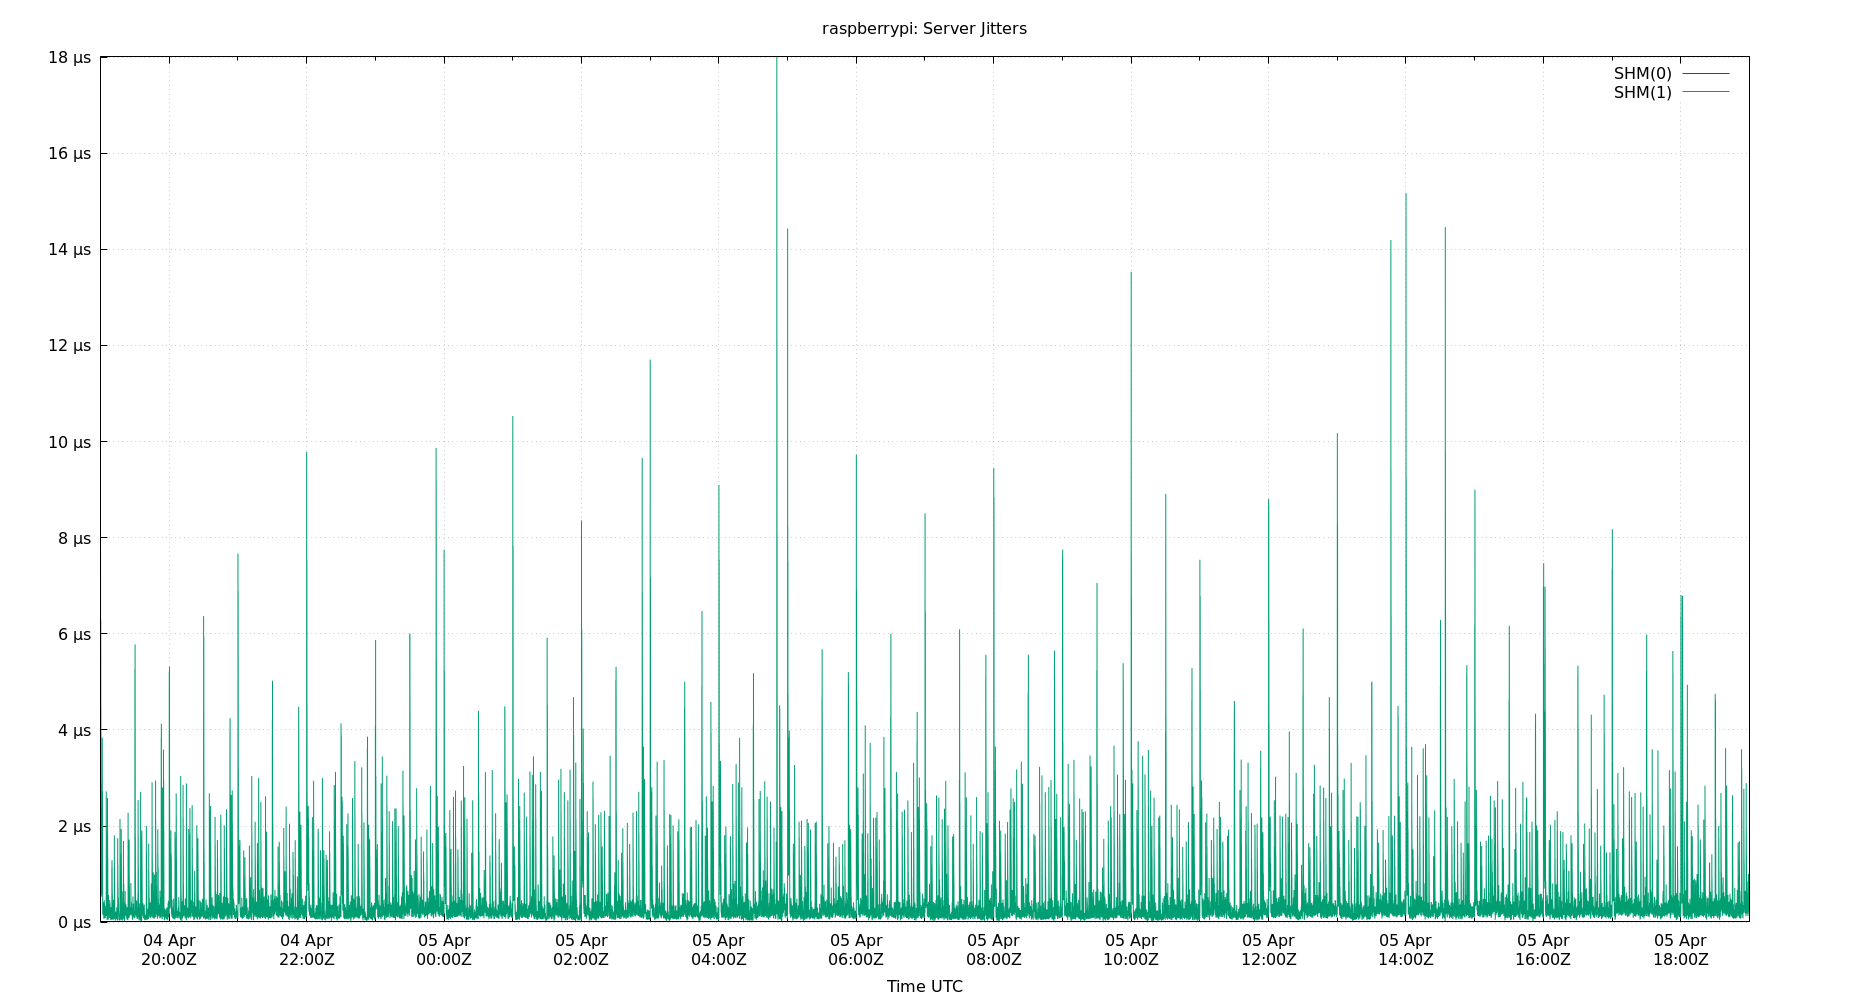 raspberrypi: Server Jitters
SHM(0)
SHM(1)
18 µs
16 µs
14 µs
12 µs
10 µs
8 µs
6 µs
4 µs
2 µs
0 µs
04 Apr 04 Apr 05 Apr 05 Apr 05 Apr 05 Apr 05 Apr 05 Apr 05 Apr 05 Apr 05 Apr 05 Apr
20:00Z 22:00Z 00:00Z 02:00Z 04:00Z 06:00Z 08:00Z 10:00Z 12:00Z 14:00Z 16:00Z 18:00Z
Time UTC